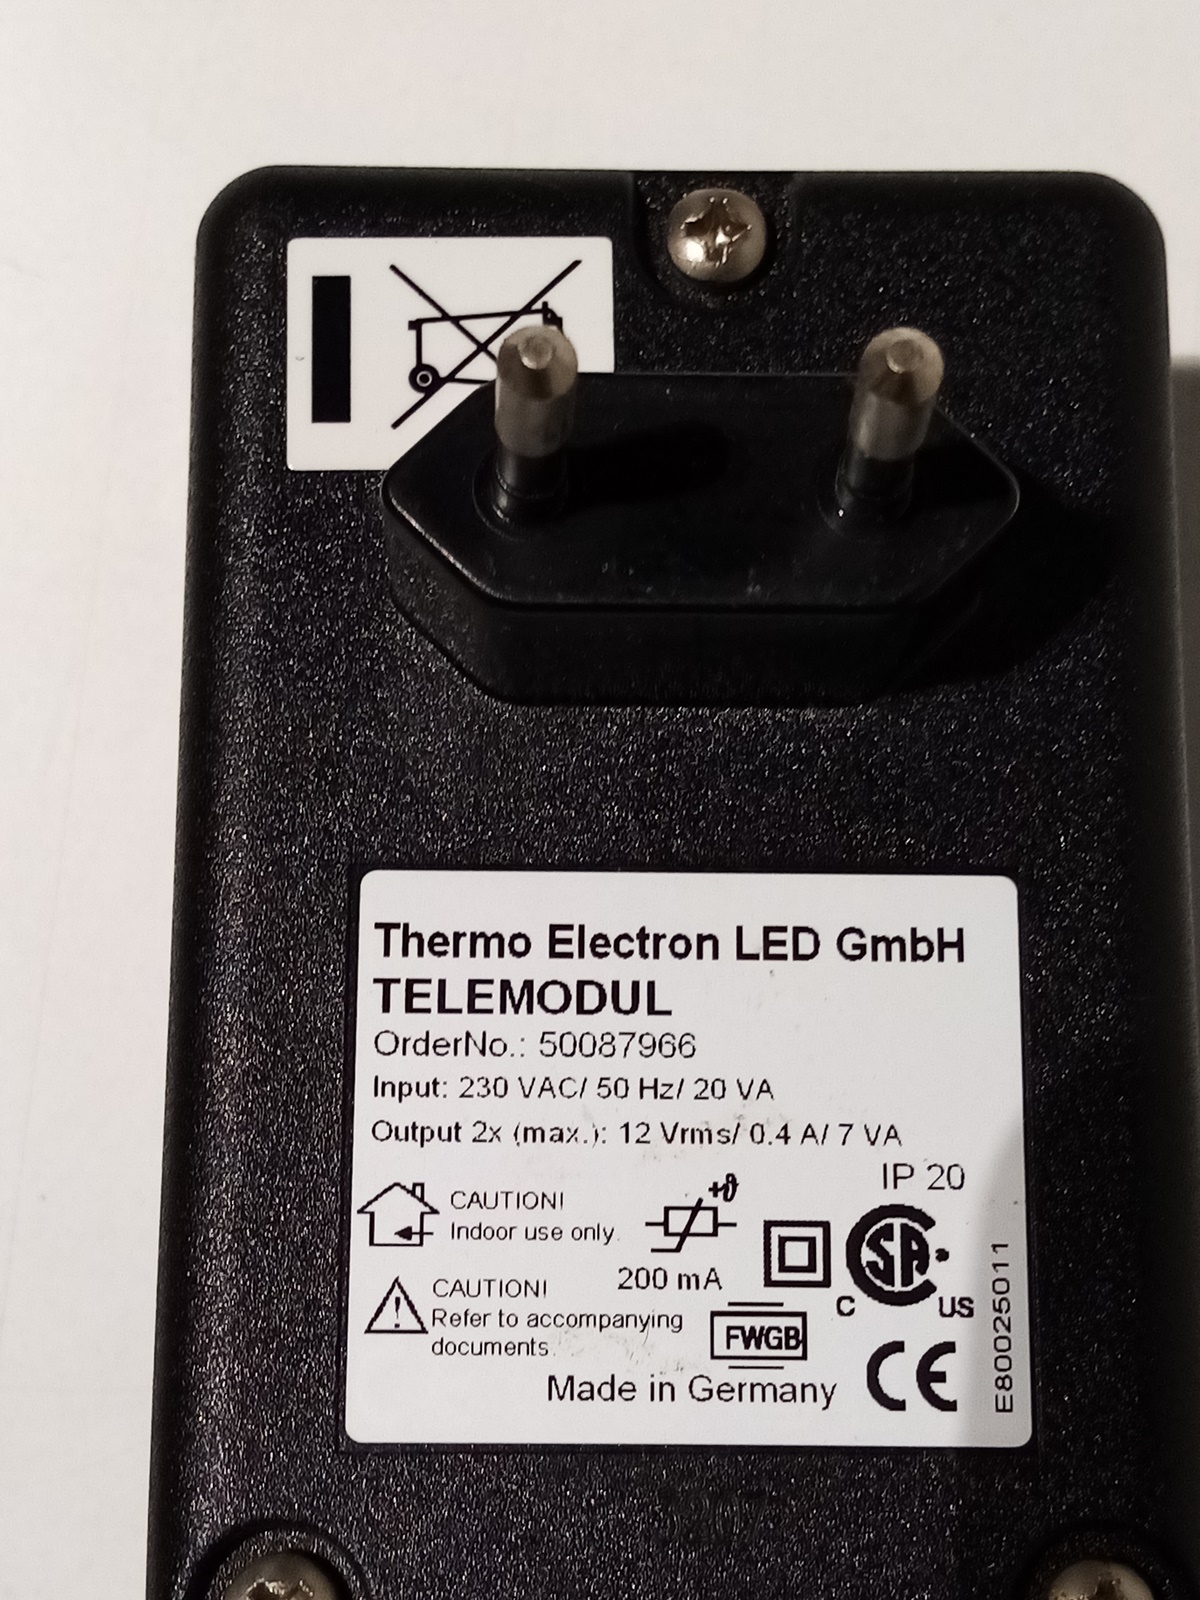 Thermo Electron LED GmbH
TELEMODUL
OrderNo.: 50087966
Input: 230 VAC/ 50 Hz/ 20 VA
Output 2x (max.): 12 Vrms/ 0.4 A/ 7 VA
IP 20
CAUTION!
Indoor use only.
+ϑ
200 mA
CAUTION!
Refer to accompanying
documents.
FWGB
SA
C US
CE
Made in Germany
E80025011